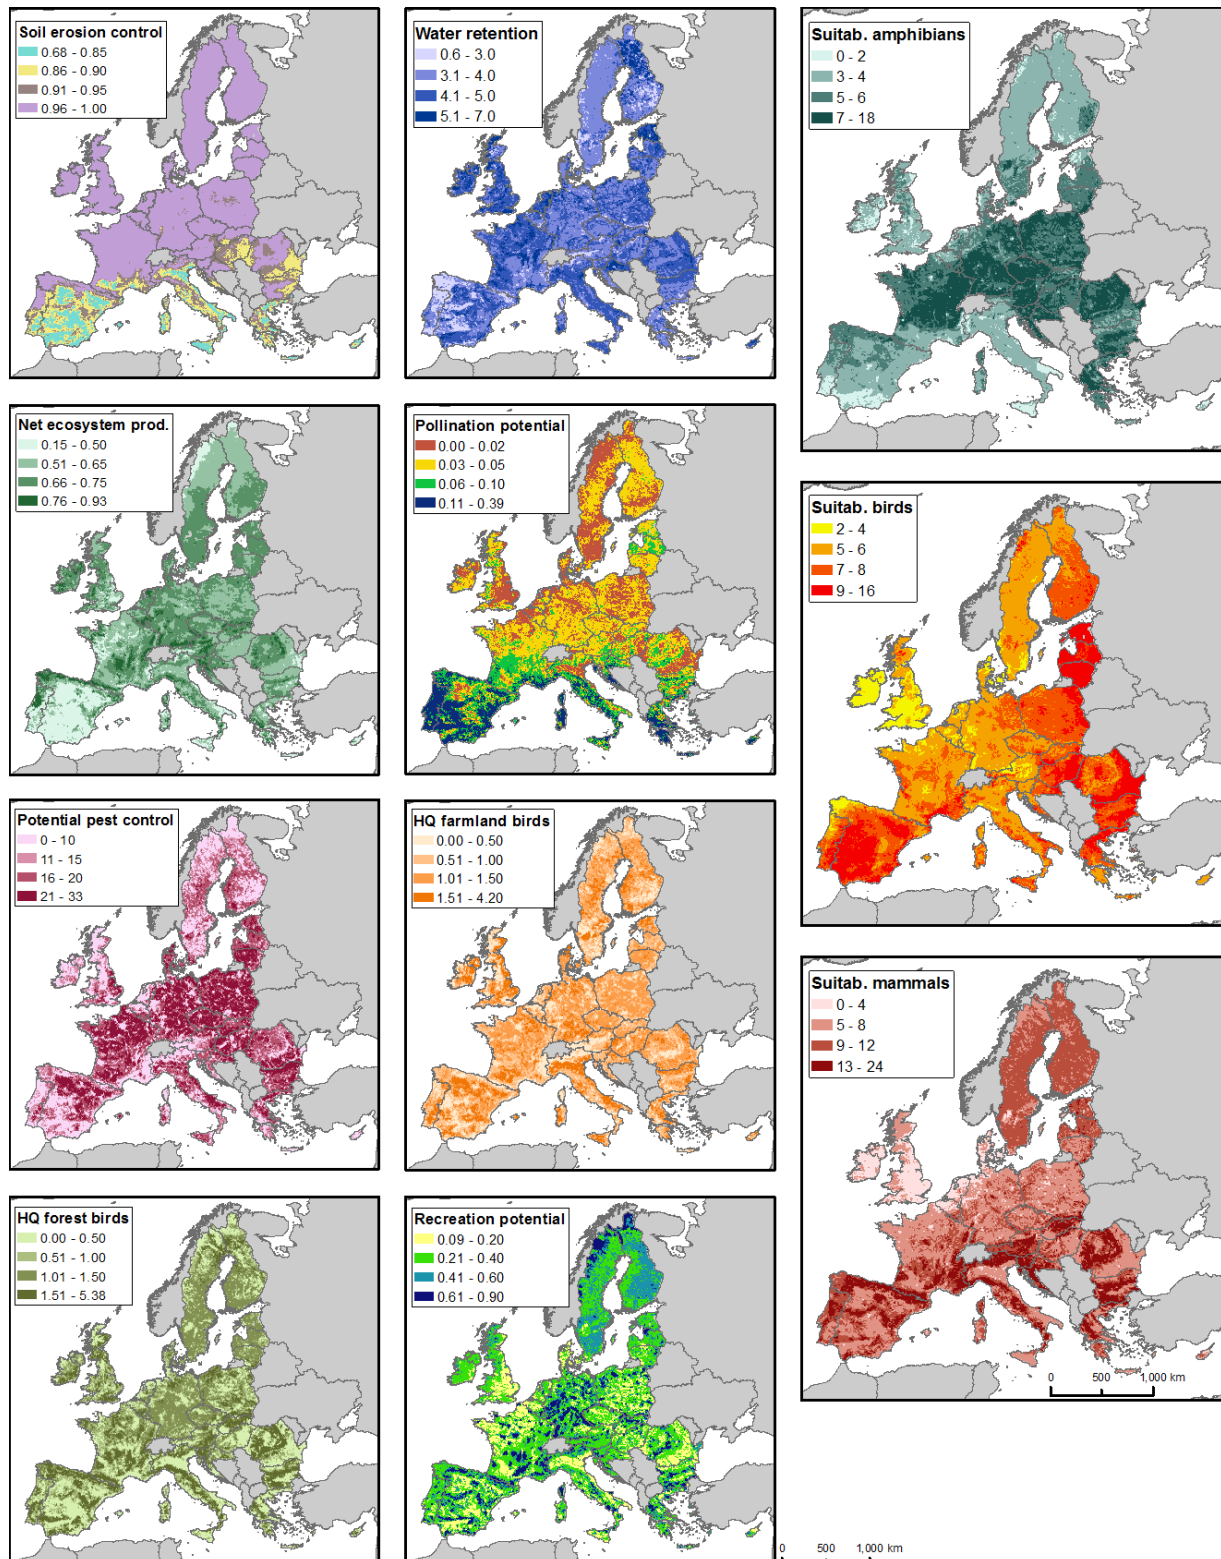 Soil erosion control
0.68 - 0.85
0.86 - 0.90
0.91 - 0.95
0.96 - 1.00
Water retention
0.6 - 3.0
3.1 - 4.0
4.1 - 5.0
5.1 - 7.0
Suitab. amphibians
0 - 2
3 - 4
5 - 6
7 - 18
Net ecosystem prod.
0.15 - 0.50
0.51 - 0.65
0.66 - 0.75
0.76 - 0.93
Pollination potential
0.00 - 0.02
0.03 - 0.05
0.06 - 0.10
0.11 - 0.39
Suitab. birds
2 - 4
5 - 6
7 - 8
9 - 16
Potential pest control
0 - 10
11 - 15
16 - 20
21 - 33
HQ farmland birds
0.00 - 0.50
0.51 - 1.00
1.01 - 1.50
1.51 - 4.20
Suitab. mammals
0 - 4
5 - 8
9 - 12
13 - 24
0 500 1,000 km
HQ forest birds
0.00 - 0.50
0.51 - 1.00
1.01 - 1.50
1.51 - 5.38
Recreation potential
0.09 - 0.20
0.21 - 0.40
0.41 - 0.60
0.61 - 0.90
0 500 1,000 km